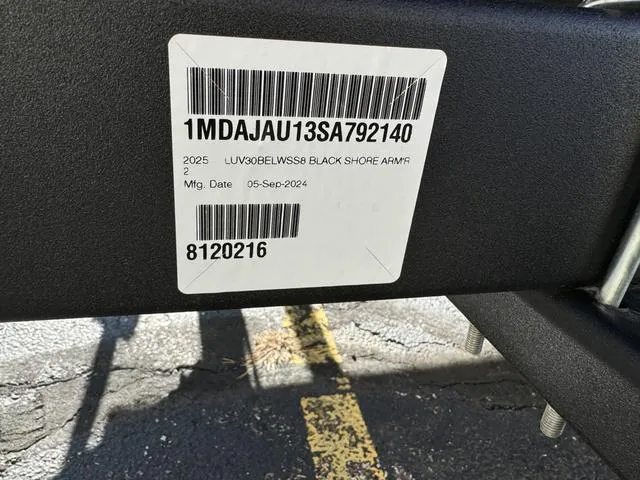 1MDAJAU13SA792140
2025 LUV30BELWSS8 BLACK SHORE ARM'R
2
Mfg. Date 05-Sep-2024
8120216